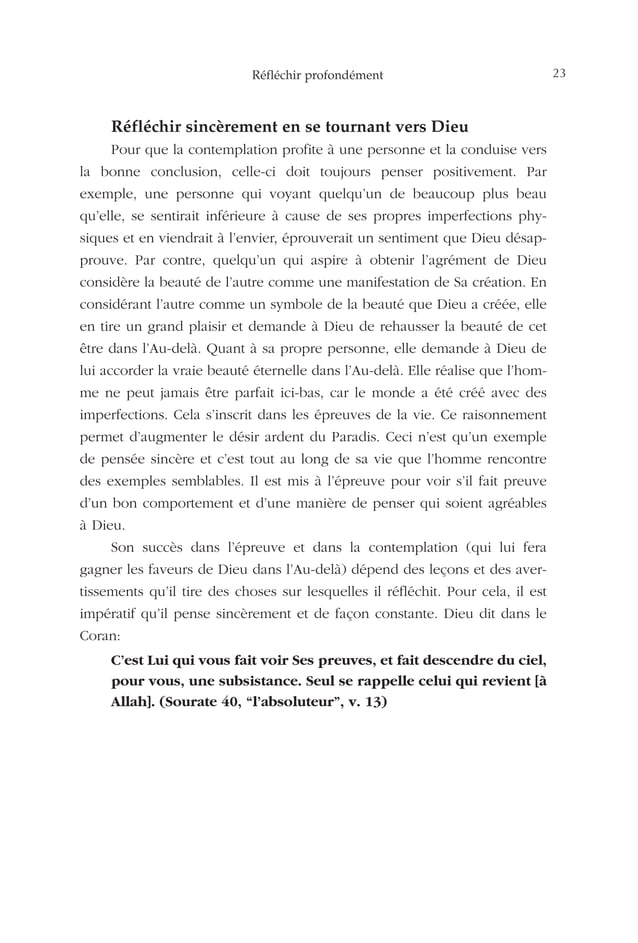 Réfléchir profondément
23
Réfléchir sincèrement en se tournant vers Dieu
Pour que la contemplation profite à une personne et la conduise vers
la bonne conclusion, celle-ci doit toujours penser positivement. Par
exemple, une personne qui voyant quelqu’un de beaucoup plus beau
qu’elle, se sentirait inférieure à cause de ses propres imperfections phy-
siques et en viendrait à l’envier, éprouverait un sentiment que Dieu désap-
prouve. Par contre, quelqu’un qui aspire à obtenir l’agrément de Dieu
considère la beauté de l’autre comme une manifestation de Sa création. En
considérant l’autre comme un symbole de la beauté que Dieu a créée, elle
en tire un grand plaisir et demande à Dieu de rehausser la beauté de cet
être dans l’Au-delà. Quant à sa propre personne, elle demande à Dieu de
lui accorder la vraie beauté éternelle dans l’Au-delà. Elle réalise que l’hom-
me ne peut jamais être parfait ici-bas, car le monde a été créé avec des
imperfections. Cela s’inscrit dans les épreuves de la vie. Ce raisonnement
permet d’augmenter le désir ardent du Paradis. Ceci n’est qu’un exemple
de pensée sincère et c’est tout au long de sa vie que l’homme rencontre
des exemples semblables. Il est mis à l’épreuve pour voir s’il fait preuve
d’un bon comportement et d’une manière de penser qui soient agréables
à Dieu.
Son succès dans l’épreuve et dans la contemplation (qui lui fera
gagner les faveurs de Dieu dans l’Au-delà) dépend des leçons et des aver-
tissements qu’il tire des choses sur lesquelles il réfléchit. Pour cela, il est
impératif qu’il pense sincèrement et de façon constante. Dieu dit dans le
Coran:
C’est Lui qui vous fait voir Ses preuves, et fait descendre du ciel,
pour vous, une subsistance. Seul se rappelle celui qui revient [à
Allah]. (Sourate 40, “l’absoluteur”, v. 13)